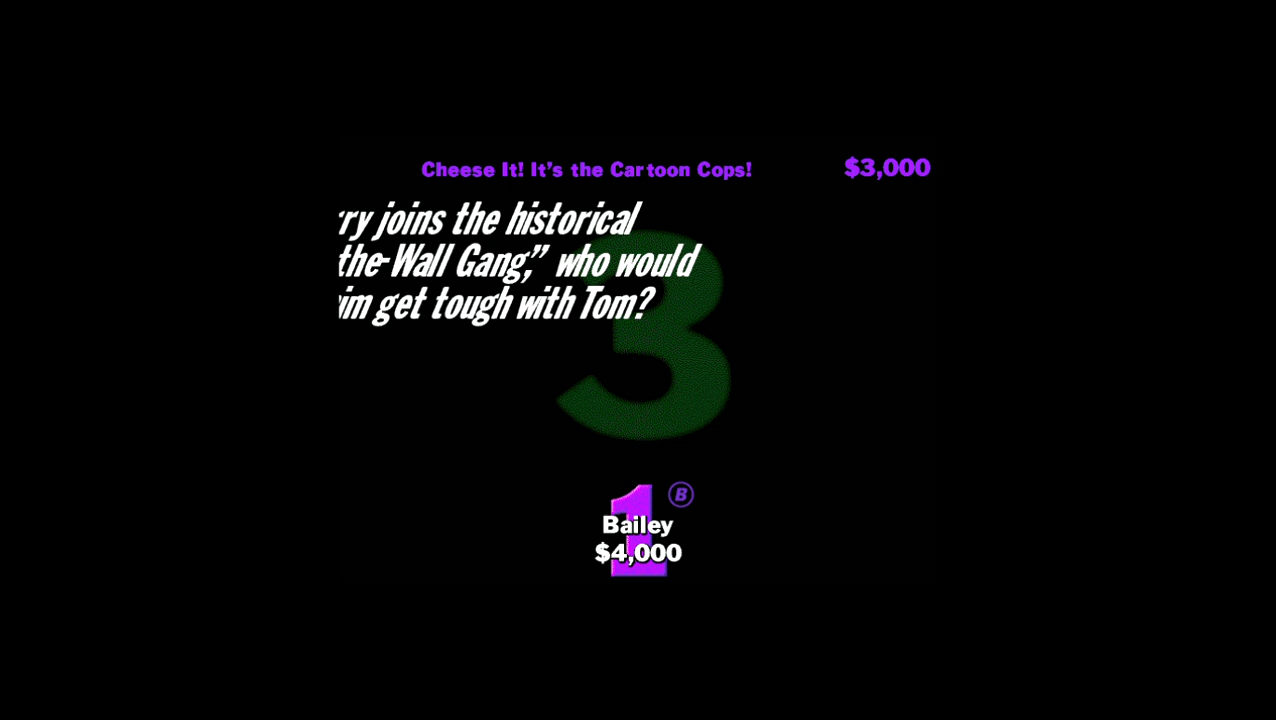 Cheese It! It's the Cartoon Cops!
$3,000
rry joins the historical
the-Wall Gang,” who would
im get tough with Tom?
3
1
B
Bailey
$4,000